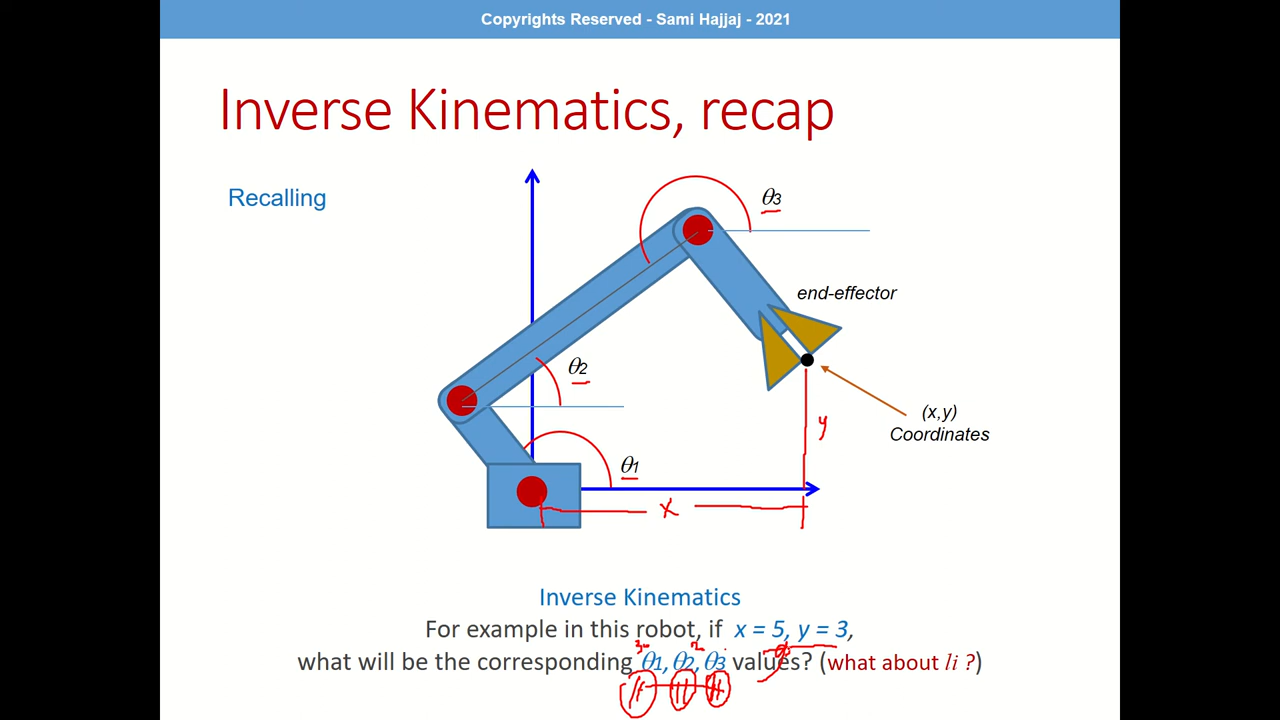 Copyrights Reserved - Sami Hajjaj - 2021
Inverse Kinematics, recap
Recalling
θ3
end-effector
θ2
(x,y)
Coordinates
y
θ1
x
Inverse Kinematics
For example in this robot, if x = 5, y = 3,
what will be the corresponding θ1, θ2, θ3 values? (what about li ?)